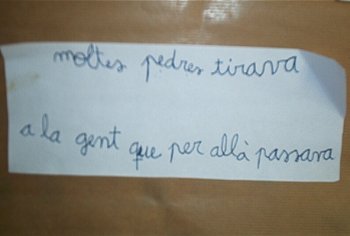 moltes pedres tirava
a la gent que per allà passava